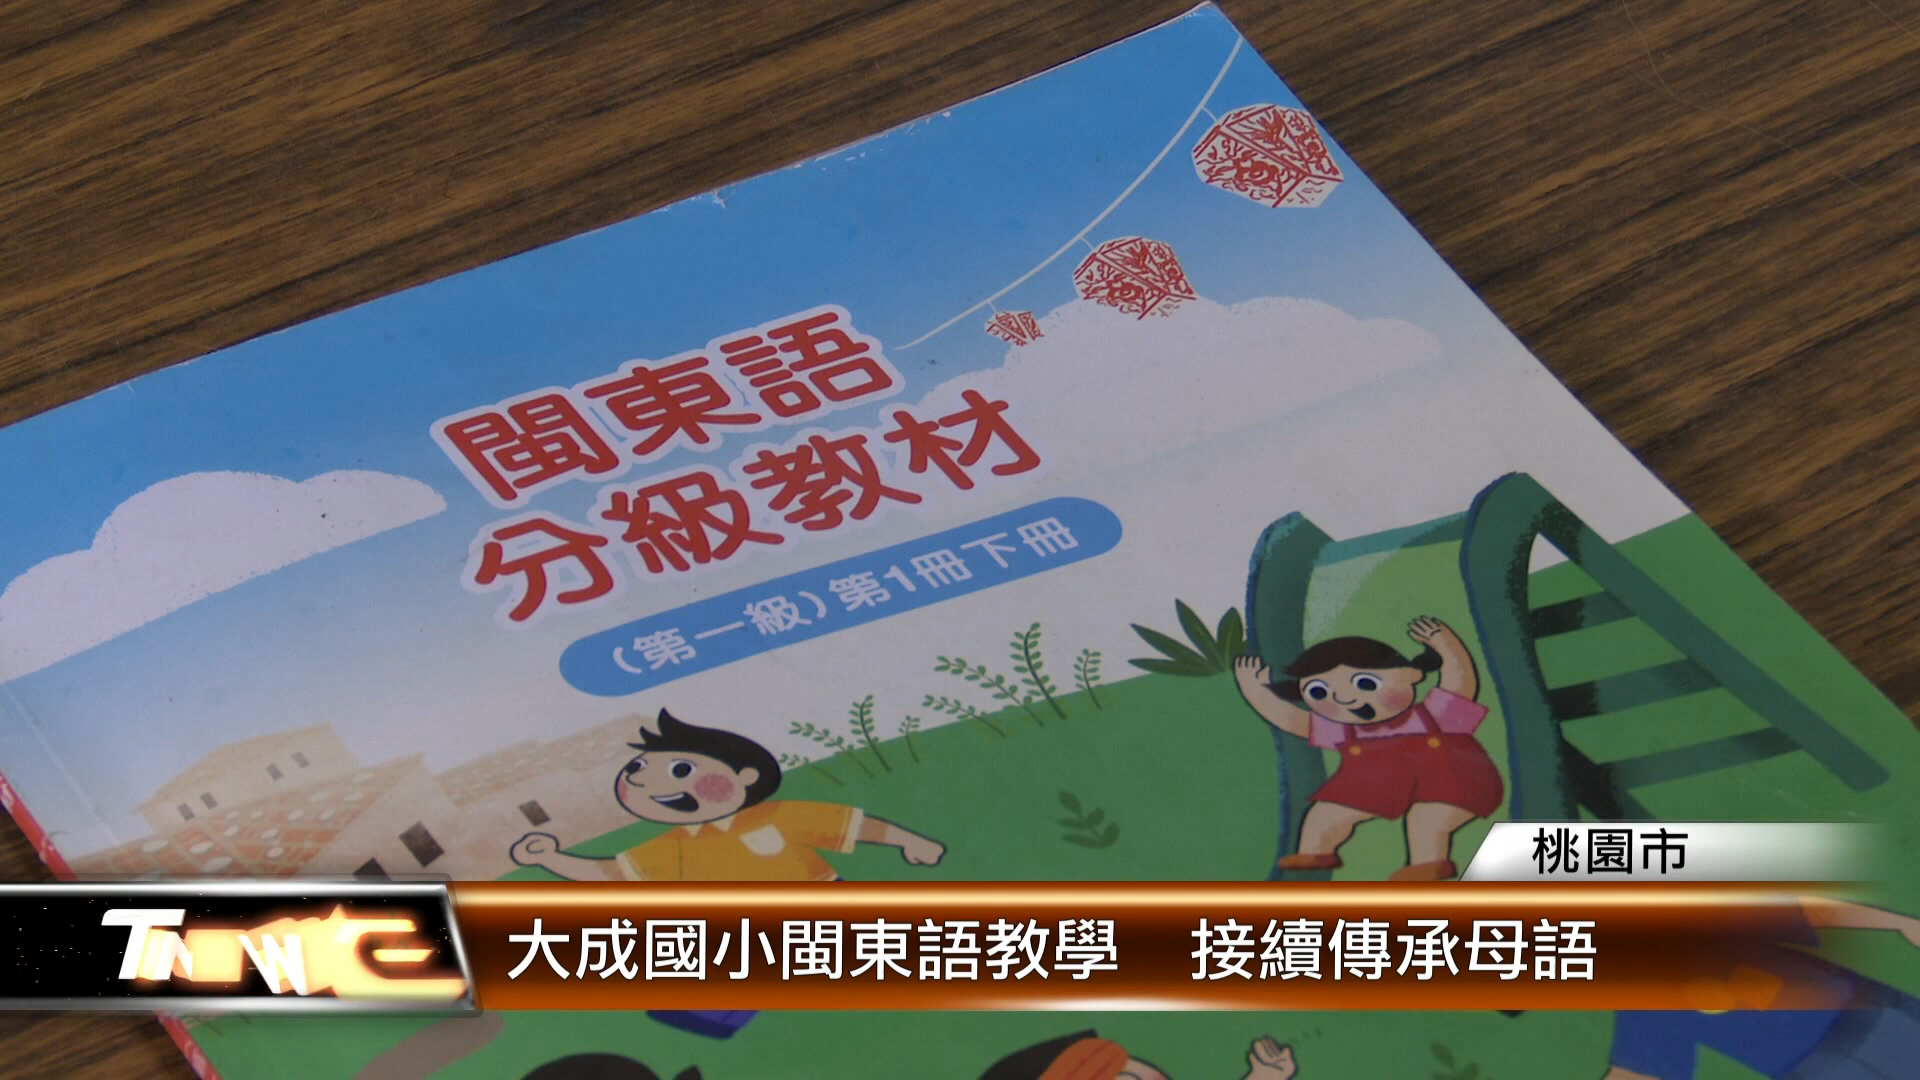 閩東語
分級教材
(第一級)第1冊下冊
桃園市
大成國小閩東語教學　接續傳承母語